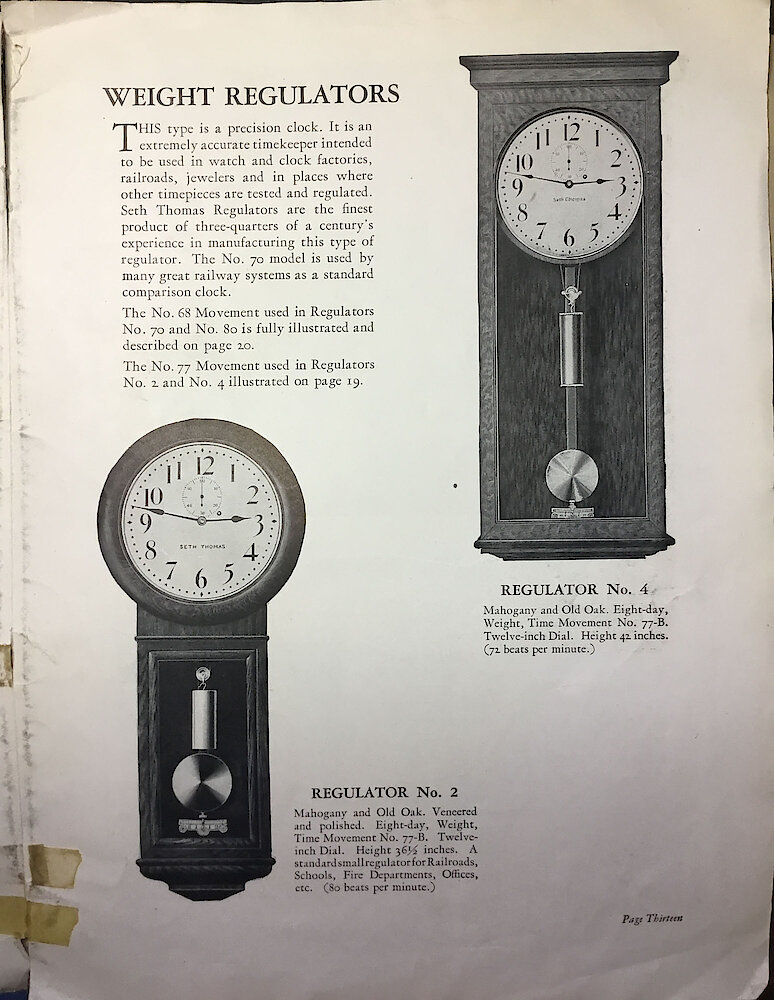 WEIGHT REGULATORS
THIS type is a precision clock. It is an
extremely accurate timekeeper intended
to be used in watch and clock factories,
railroads, jewelers and in places where
other timepieces are tested and regulated.
Seth Thomas Regulators are the finest
product of three-quarters of a century's
experience in manufacturing this type of
regulator. The No. 70 model is used by
many great railway systems as a standard
comparison clock.
The No. 68 Movement used in Regulators
No. 70 and No. 80 is fully illustrated and
described on page 20.
The No. 77 Movement used in Regulators
No. 2 and No. 4 illustrated on page 19.
12
1
2
3
4
5
6
7
8
9
10
11
Seth Thomas
REGULATOR No. 4
Mahogany and Old Oak. Eight-day,
Weight, Time Movement No. 77-B.
Twelve-inch Dial. Height 42 inches.
(72 beats per minute.)
12
1
2
3
4
5
6
7
8
9
10
11
SETH THOMAS
REGULATOR No. 2
Mahogany and Old Oak. Veneered
and polished. Eight-day, Weight,
Time Movement No. 77-B. Twelve-
inch Dial. Height 36½ inches. A
standard small regulator for Railroads,
Schools, Fire Departments, Offices,
etc. (80 beats per minute.)
Page Thirteen